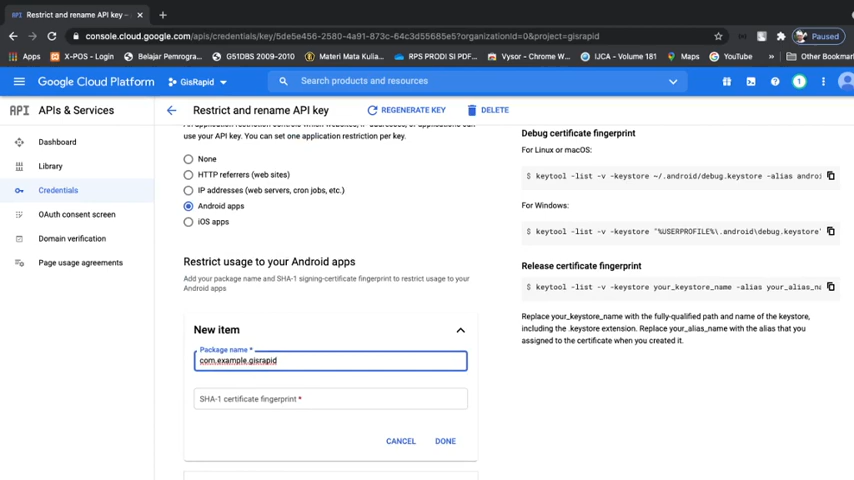 Restrict and rename API key -
console.cloud.google.com/apis/credentials/key/5de5e456-2580-4a91-873c-64c3d55685e5?organizationId=0&project=gisrapid
Paused
Apps
X-POS - Login
Belajar Pemrogra...
G51DBS 2009-2010
Materi Mata Kulia...
RPS PRODI SI PDF...
Vysor - Chrome W...
IJCA - Volume 181
Maps
YouTube
»
Other Bookmar
Google Cloud Platform
GisRapid
Search products and resources
1
API
APIs & Services
Restrict and rename API key
REGENERATE KEY
DELETE
Dashboard
Library
Credentials
OAuth consent screen
Domain verification
Page usage agreements
use your API key. You can set one application restriction per key.
None
HTTP referrers (web sites)
IP addresses (web servers, cron jobs, etc.)
Android apps
iOS apps
Restrict usage to your Android apps
Add your package name and SHA-1 signing-certificate fingerprint to restrict usage to your
Android apps
New item
Package name *
com.example.gisrapid
SHA-1 certificate fingerprint *
CANCEL
DONE
Debug certificate fingerprint
For Linux or macOS:
$ keytool -list -v -keystore ~/.android/debug.keystore -alias androi
For Windows:
$ keytool -list -v -keystore "%USERPROFILE%\.android\debug.keystore"
Release certificate fingerprint
$ keytool -list -v -keystore your_keystore_name -alias your_alias_na
Replace your_keystore_name with the fully-qualified path and name of the keystore,
including the .keystore extension. Replace your_alias_name with the alias that you
assigned to the certificate when you created it.